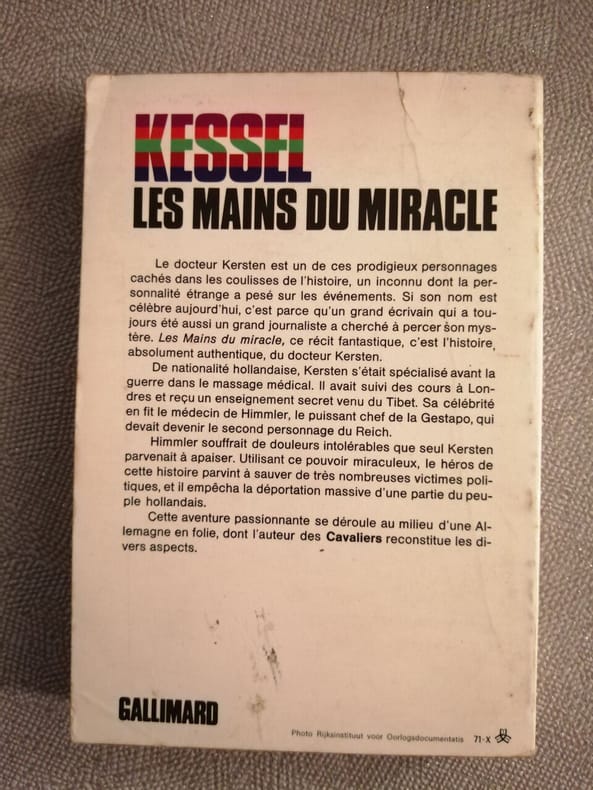 KESSEL
LES MAINS DU MIRACLE
Le docteur Kersten est un de ces prodigieux personnages
cachés dans les coulisses de l'histoire, un inconnu dont la per-
sonnalité étrange a pesé sur les événements. Si son nom est
célèbre aujourd'hui, c'est parce qu'un grand écrivain qui a tou-
jours été aussi un grand journaliste a cherché à percer son mys-
tère. Les Mains du miracle, ce récit fantastique, c'est l'histoire,
absolument authentique, du docteur Kersten.
De nationalité hollandaise, Kersten s'était spécialisé avant la
guerre dans le massage médical. Il avait suivi des cours à Lon-
dres et reçu un enseignement secret venu du Tibet. Sa célébrité
en fit le médecin de Himmler, le puissant chef de la Gestapo, qui
devait devenir le second personnage du Reich.
Himmler souffrait de douleurs intolérables que seul Kersten
parvenait à apaiser. Utilisant ce pouvoir miraculeux, le héros de
cette histoire parvint à sauver de très nombreuses victimes poli-
tiques, et il empêcha la déportation massive d'une partie du peu-
ple hollandais.
Cette aventure passionnante se déroule au milieu d'une Al-
lemagne en folie, dont l'auteur des Cavaliers reconstitue les di-
vers aspects.
GALLIMARD
Photo Rijksinstituut voor Oorlogsdocumentatis 71-X